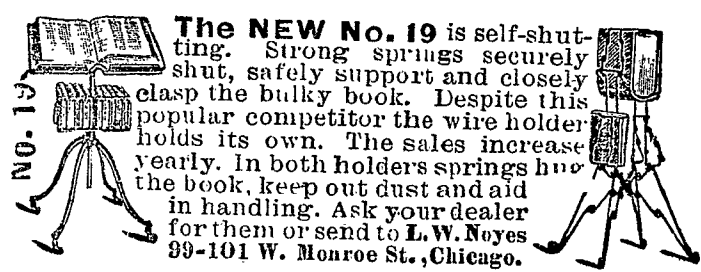 No. 19
The NEW No. 19 is self-shut-
ting. Strong springs securely
shut, safely support and closely
clasp the bulky book. Despite this
popular competitor the wire holder
holds its own. The sales increase
yearly. In both holders springs hug
the book, keep out dust and aid
in handling. Ask your dealer
for them or send to L. W. Noyes
99-101 W. Monroe St., Chicago.